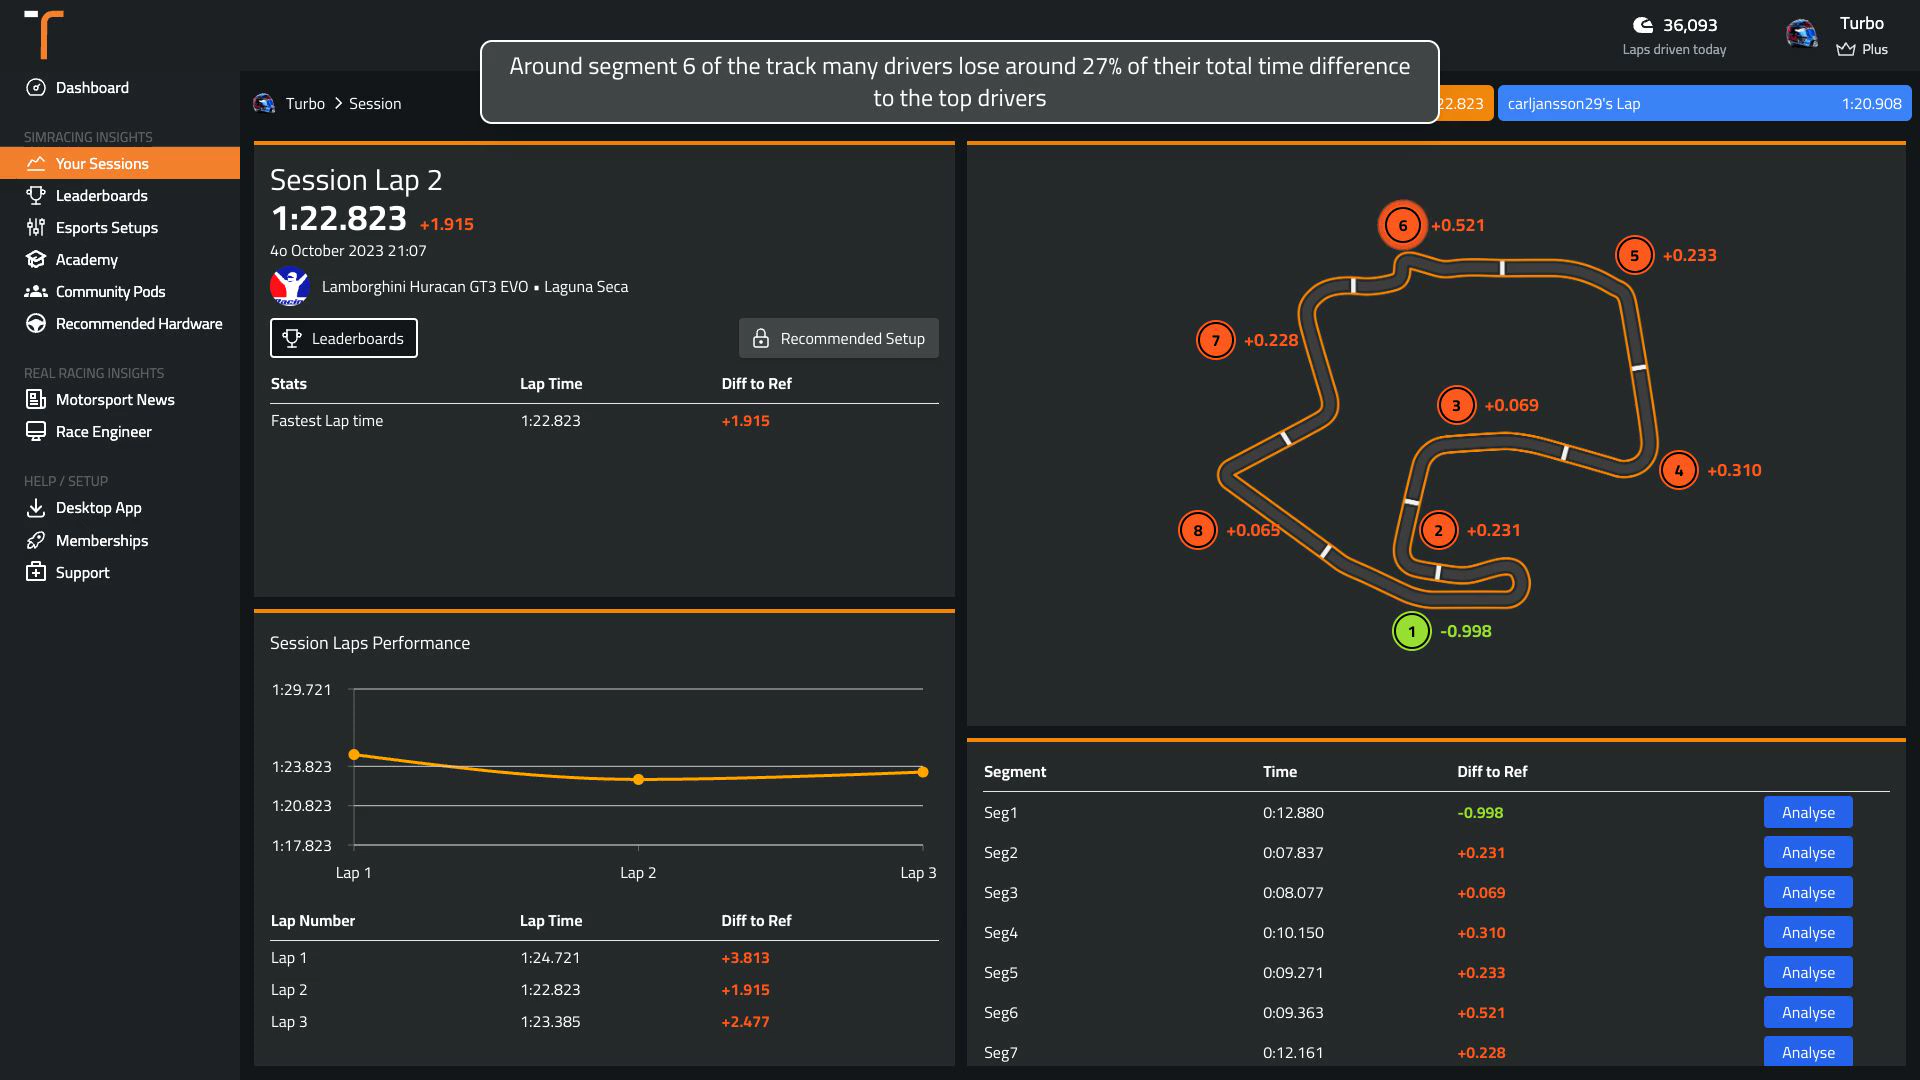 36,093
Laps driven today
Turbo
Plus
Around segment 6 of the track many drivers lose around 27% of their total time difference
to the top drivers
Dashboard
SIMRACING INSIGHTS
Your Sessions
Leaderboards
Esports Setups
Academy
Community Pods
Recommended Hardware
REAL RACING INSIGHTS
Motorsport News
Race Engineer
HELP / SETUP
Desktop App
Memberships
Support
Turbo > Session
22.823
carljansson29's Lap 1:20.908
Session Lap 2
1:22.823 +1.915
4o October 2023 21:07
Lamborghini Huracan GT3 EVO • Laguna Seca
Leaderboards
Recommended Setup
Stats Lap Time Diff to Ref
Fastest Lap time 1:22.823 +1.915
6 +0.521
5 +0.233
7 +0.228
3 +0.069
4 +0.310
8 +0.065
2 +0.231
1 -0.998
Session Laps Performance
1:29.721
1:23.823
1:20.823
1:17.823
Lap 1 Lap 2 Lap 3
Lap Number Lap Time Diff to Ref
Lap 1 1:24.721 +3.813
Lap 2 1:22.823 +1.915
Lap 3 1:23.385 +2.477
Segment Time Diff to Ref
Seg1 0:12.880 -0.998 Analyse
Seg2 0:07.837 +0.231 Analyse
Seg3 0:08.077 +0.069 Analyse
Seg4 0:10.150 +0.310 Analyse
Seg5 0:09.271 +0.233 Analyse
Seg6 0:09.363 +0.521 Analyse
Seg7 0:12.161 +0.228 Analyse